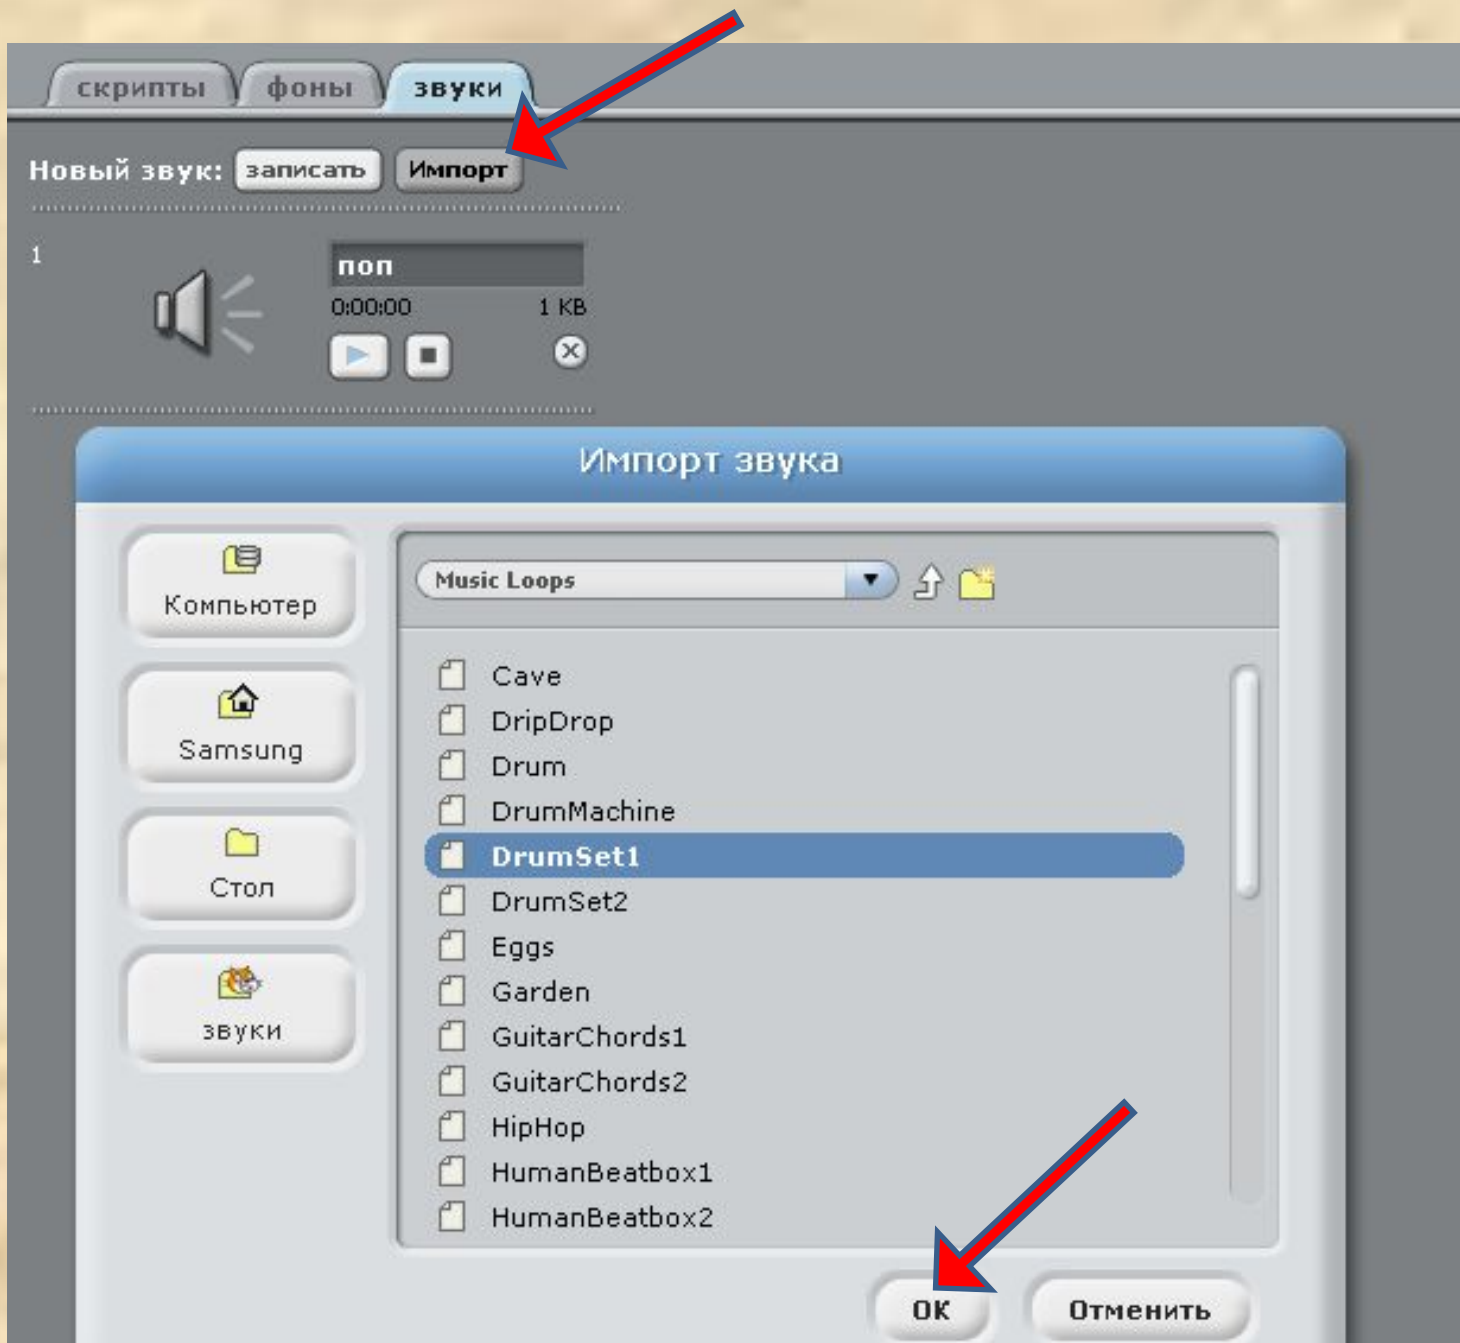 скрипты фоны звуки
Новый звук: записать Импорт
1
поп
0:00:00 1 KB
Импорт звука
Компьютер
Samsung
Стол
звуки
Music Loops
Cave
DripDrop
Drum
DrumMachine
DrumSet1
DrumSet2
Eggs
Garden
GuitarChords1
GuitarChords2
HipHop
HumanBeatbox1
HumanBeatbox2
ОК Отменить